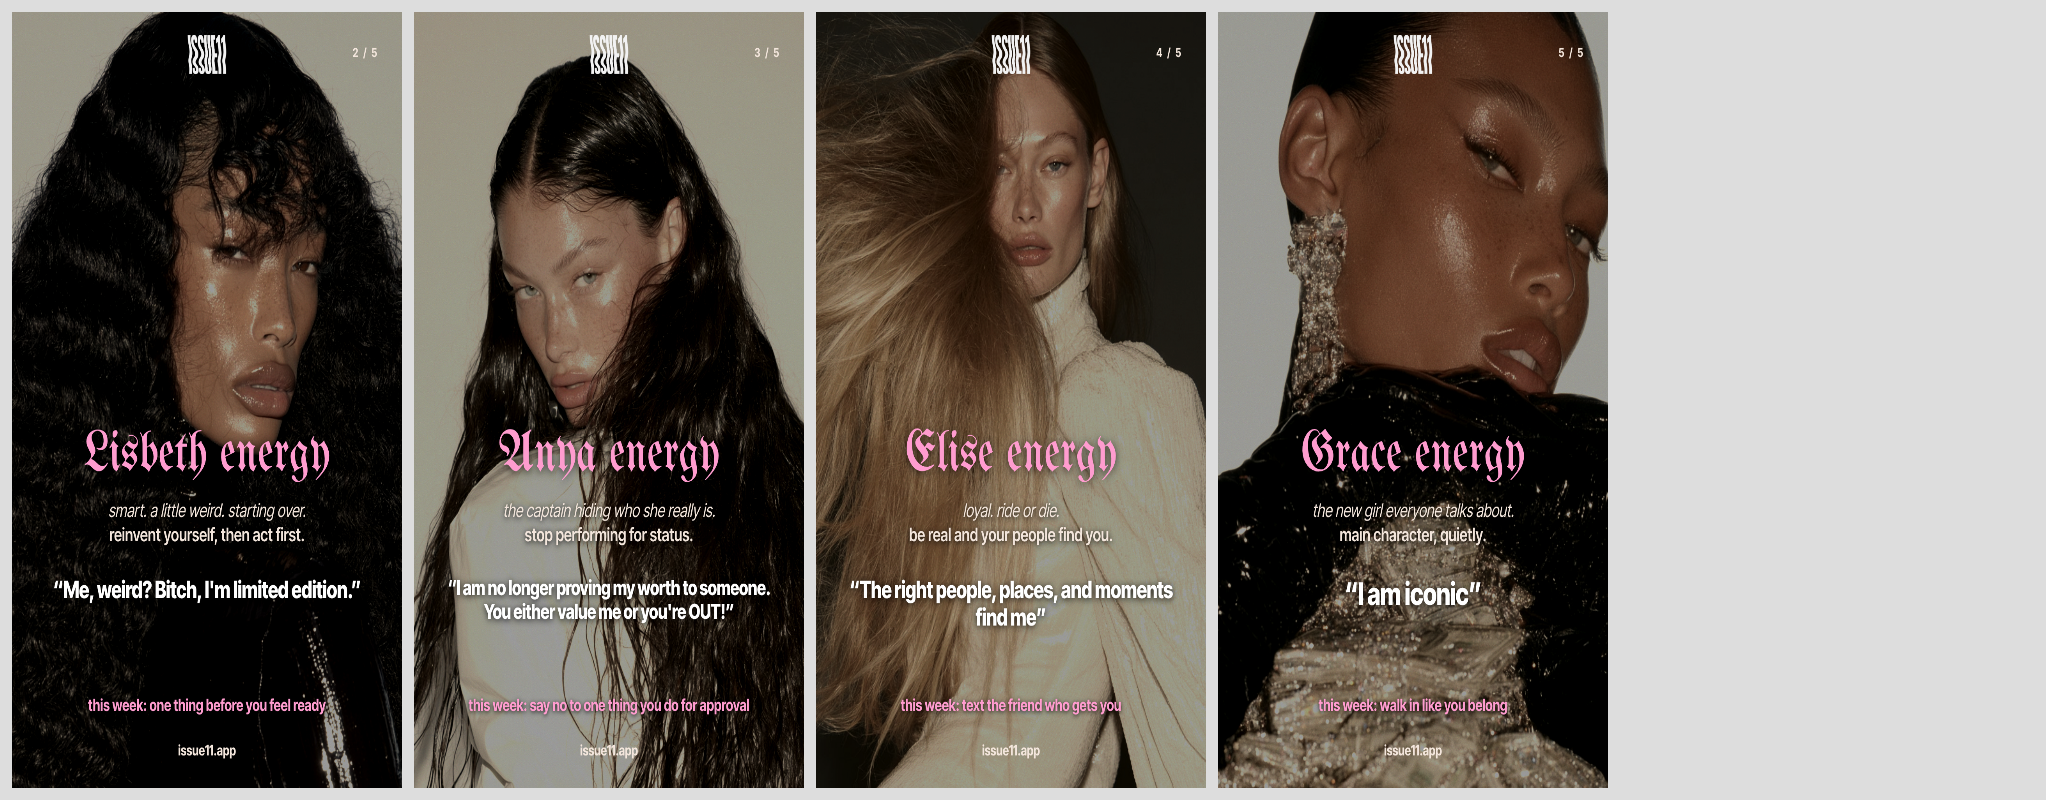 ISSUE11
2 / 5
Lisbeth energy
smart. a little weird. starting over.
reinvent yourself, then act first.
“Me, weird? Bitch, I'm limited edition.”
this week: one thing before you feel ready
issue11.app
ISSUE11
3 / 5
Anya energy
the captain hiding who she really is.
stop performing for status.
“I am no longer proving my worth to someone.
You either value me or you're OUT!”
this week: say no to one thing you do for approval
issue11.app
ISSUE11
4 / 5
Elise energy
loyal. ride or die.
be real and your people find you.
“The right people, places, and moments
find me”
this week: text the friend who gets you
issue11.app
ISSUE11
5 / 5
Grace energy
the new girl everyone talks about.
main character, quietly.
“I am iconic”
this week: walk in like you belong
issue11.app